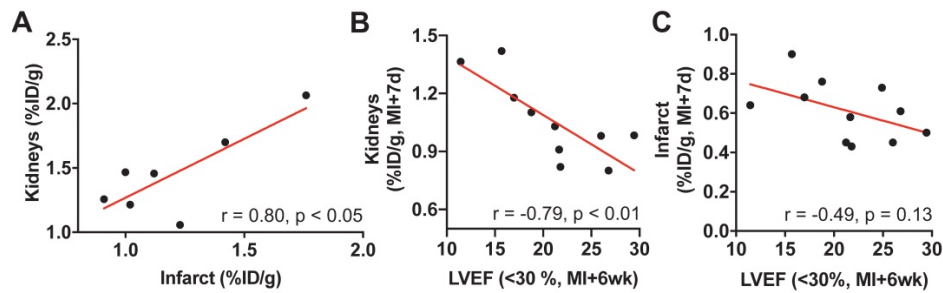 A
Kidneys (%ID/g)
2.5
2.0
1.5
1.0
1.0
1.5
2.0
r = 0.80, p < 0.05
Infarct (%ID/g)
B
Kidneys
(%ID/g, MI+7d)
1.5
1.2
0.9
0.6
10
15
20
25
30
r = -0.79, p < 0.01
LVEF (<30 %, MI+6wk)
C
Infarct
(%ID/g, MI+7d)
1.0
0.8
0.6
0.4
0.2
0.0
10
15
20
25
30
r = -0.49, p = 0.13
LVEF (<30%, MI+6wk)